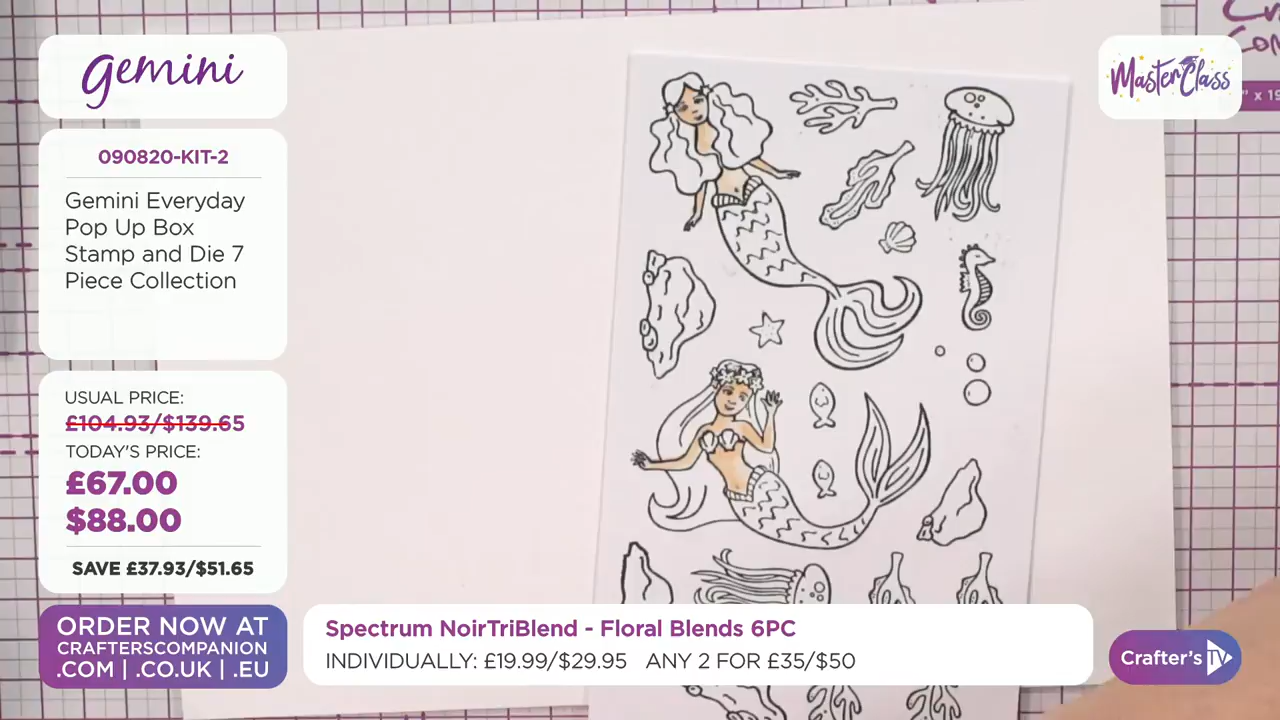 gemini
MasterClass
" x 19
090820-KIT-2
Gemini Everyday
Pop Up Box
Stamp and Die 7
Piece Collection
USUAL PRICE:
£104.93/$139.65
TODAY'S PRICE:
£67.00
$88.00
SAVE £37.93/$51.65
ORDER NOW AT
CRAFTERSCOMPANION
.COM | .CO.UK | .EU
Spectrum NoirTriBlend - Floral Blends 6PC
INDIVIDUALLY: £19.99/$29.95 ANY 2 FOR £35/$50
Crafter's TV